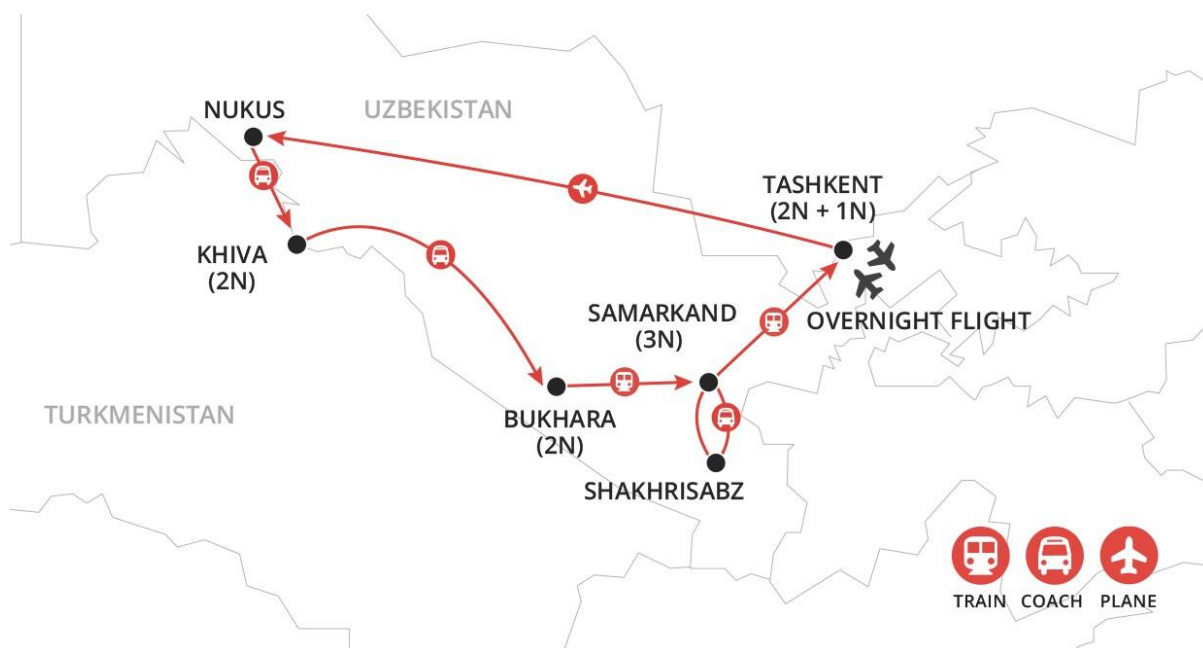 NUKUS
UZBEKISTAN
TASHKENT
(2N + 1N)
KHIVA
(2N)
SAMARKAND
(3N)
OVERNIGHT FLIGHT
TURKMENISTAN
BUKHARA
(2N)
SHAKHRISABZ
TRAIN
COACH
PLANE